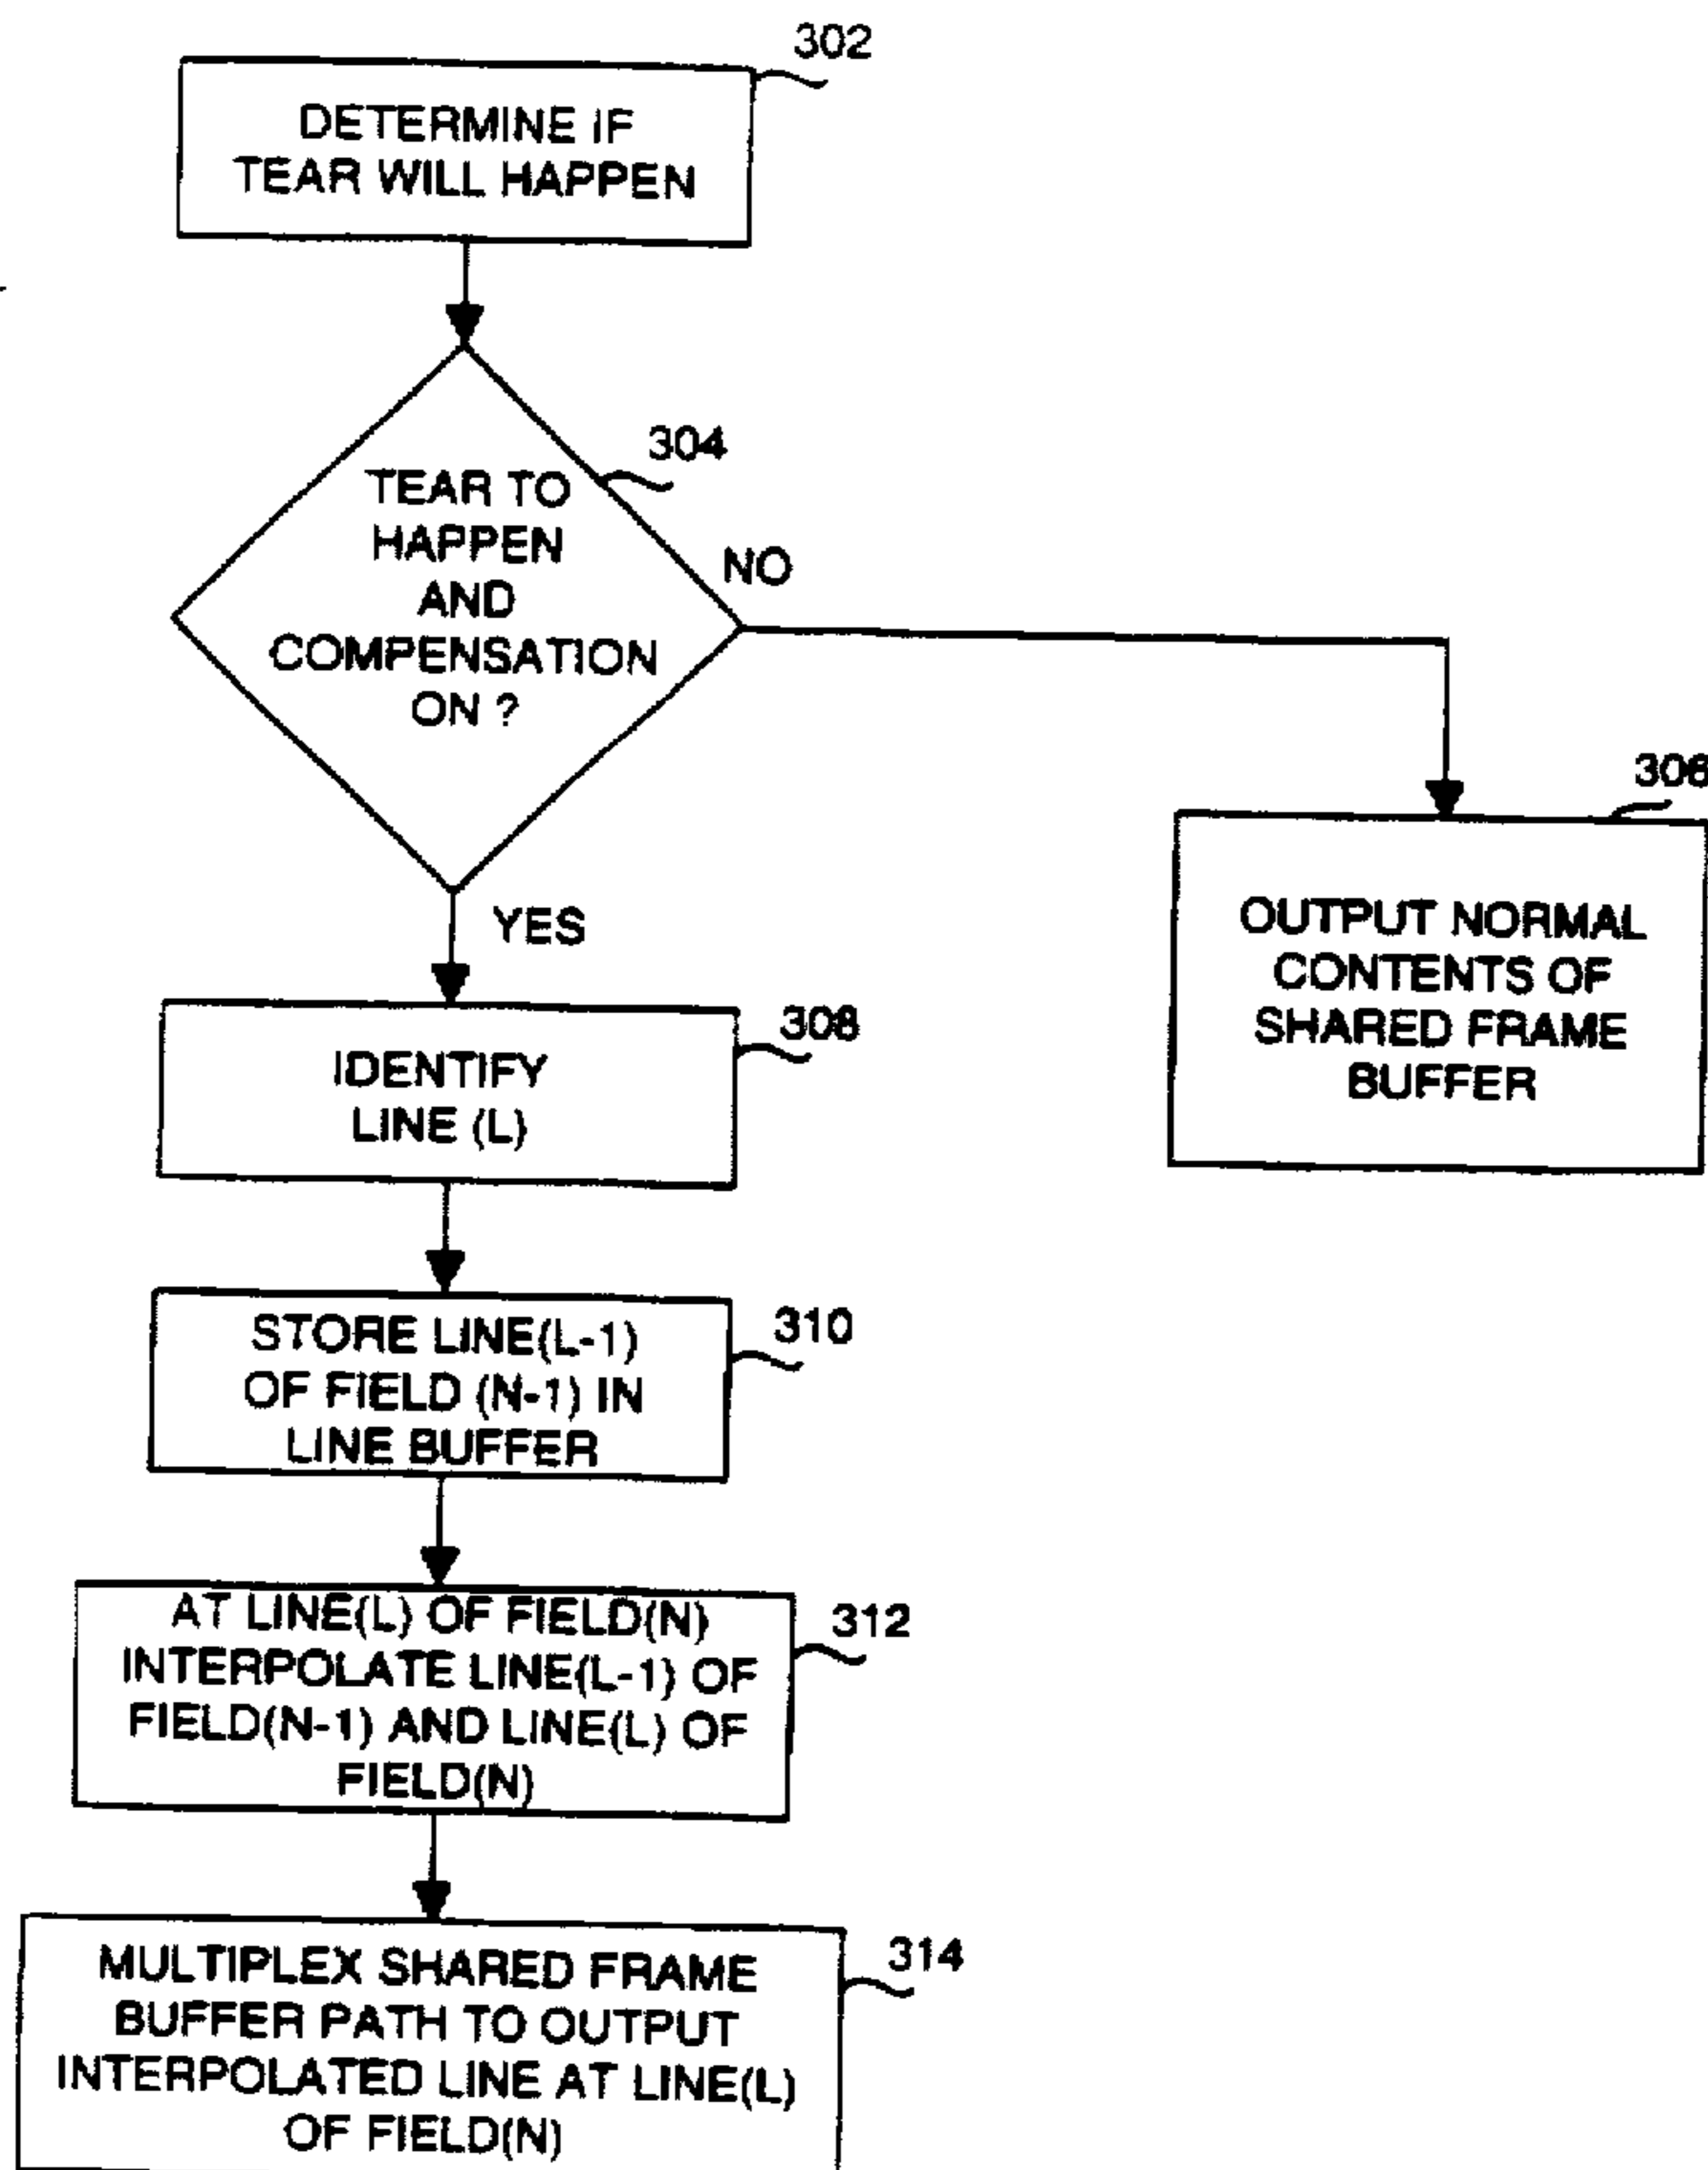 302
DETERMINE IF
TEAR WILL HAPPEN
304
TEAR TO
HAPPEN
AND
COMPENSATION
ON ?
NO
YES
306
OUTPUT NORMAL
CONTENTS OF
SHARED FRAME
BUFFER
308
IDENTIFY
LINE (L)
310
STORE LINE(L-1)
OF FIELD (N-1) IN
LINE BUFFER
312
AT LINE(L) OF FIELD(N)
INTERPOLATE LINE(L-1) OF
FIELD(N-1) AND LINE(L) OF
FIELD(N)
314
MULTIPLEX SHARED FRAME
BUFFER PATH TO OUTPUT
INTERPOLATED LINE AT LINE(L)
OF FIELD(N)